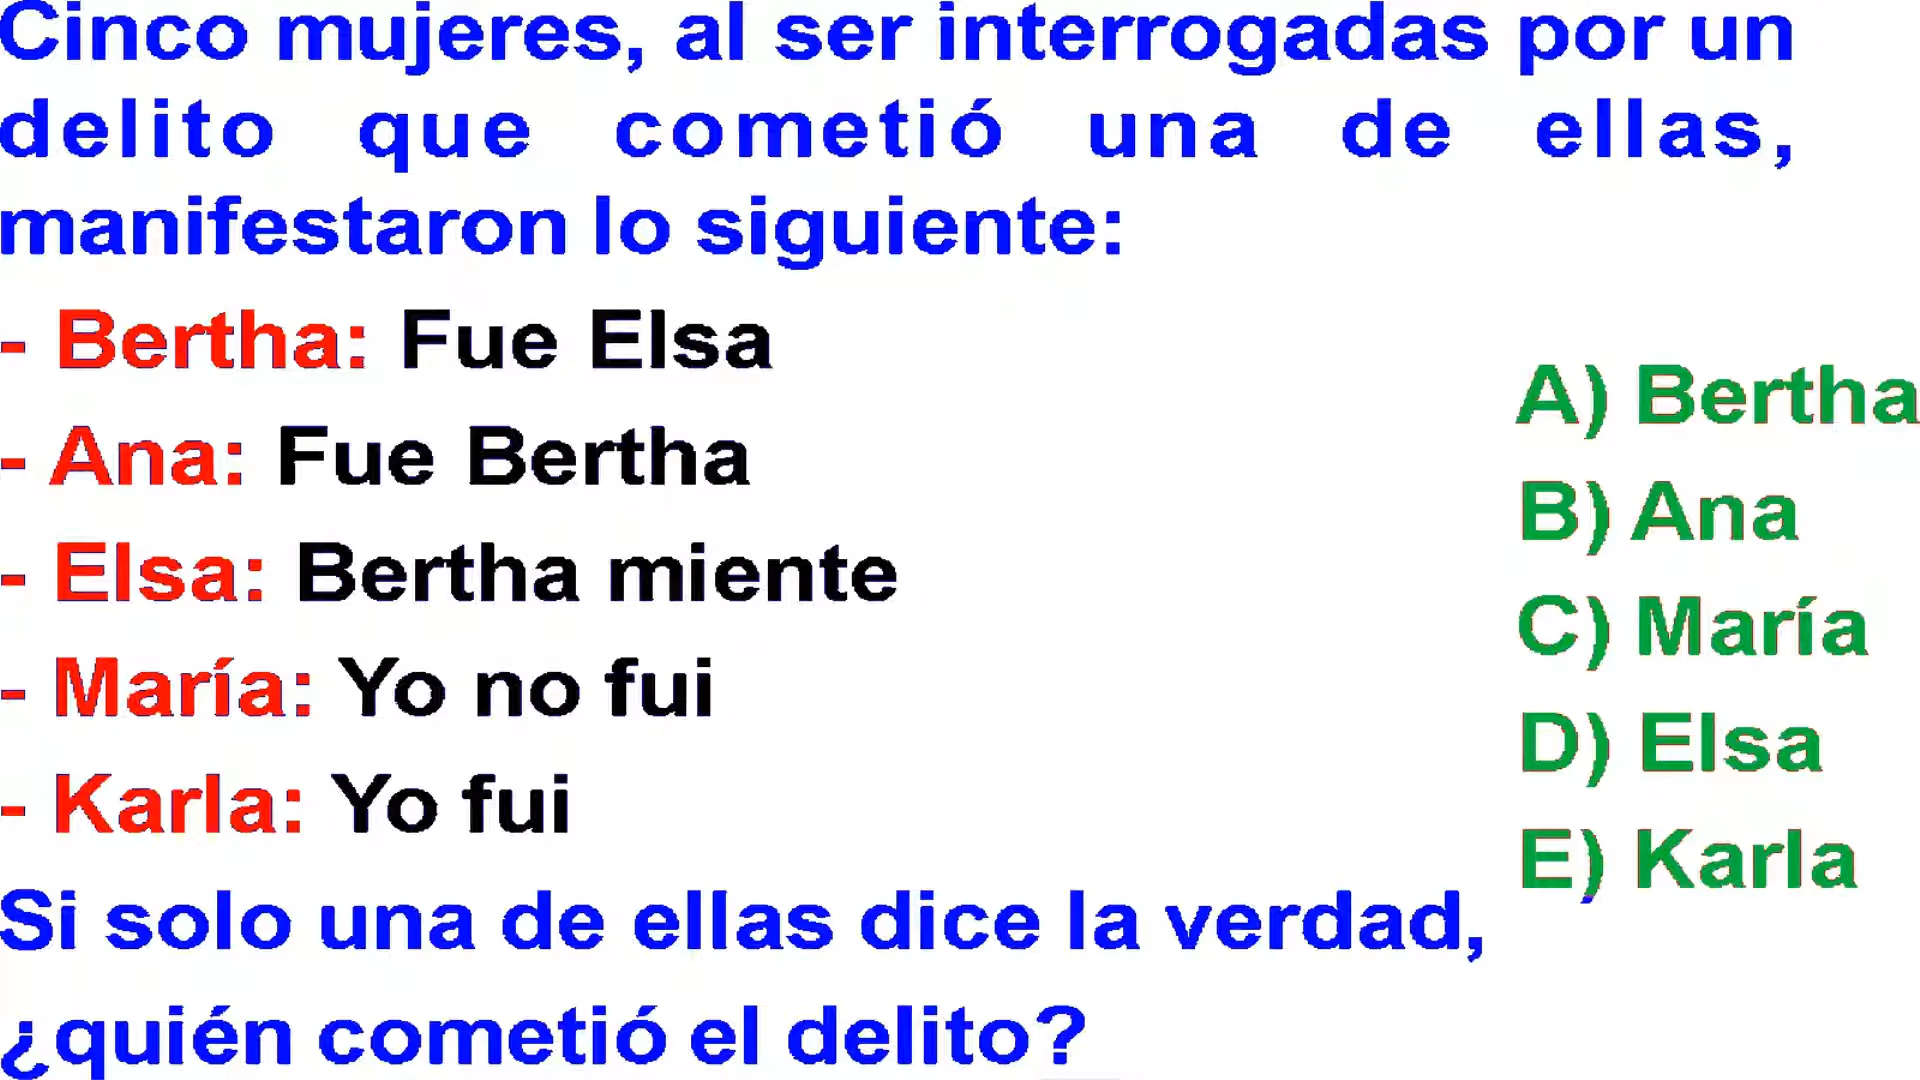 Cinco mujeres, al ser interrogadas por un
delito que cometió una de ellas,
manifestaron lo siguiente:
- Bertha: Fue Elsa
- Ana: Fue Bertha
- Elsa: Bertha miente
- María: Yo no fui
- Karla: Yo fui
Si solo una de ellas dice la verdad,
¿quién cometió el delito?
A) Bertha
B) Ana
C) María
D) Elsa
E) Karla